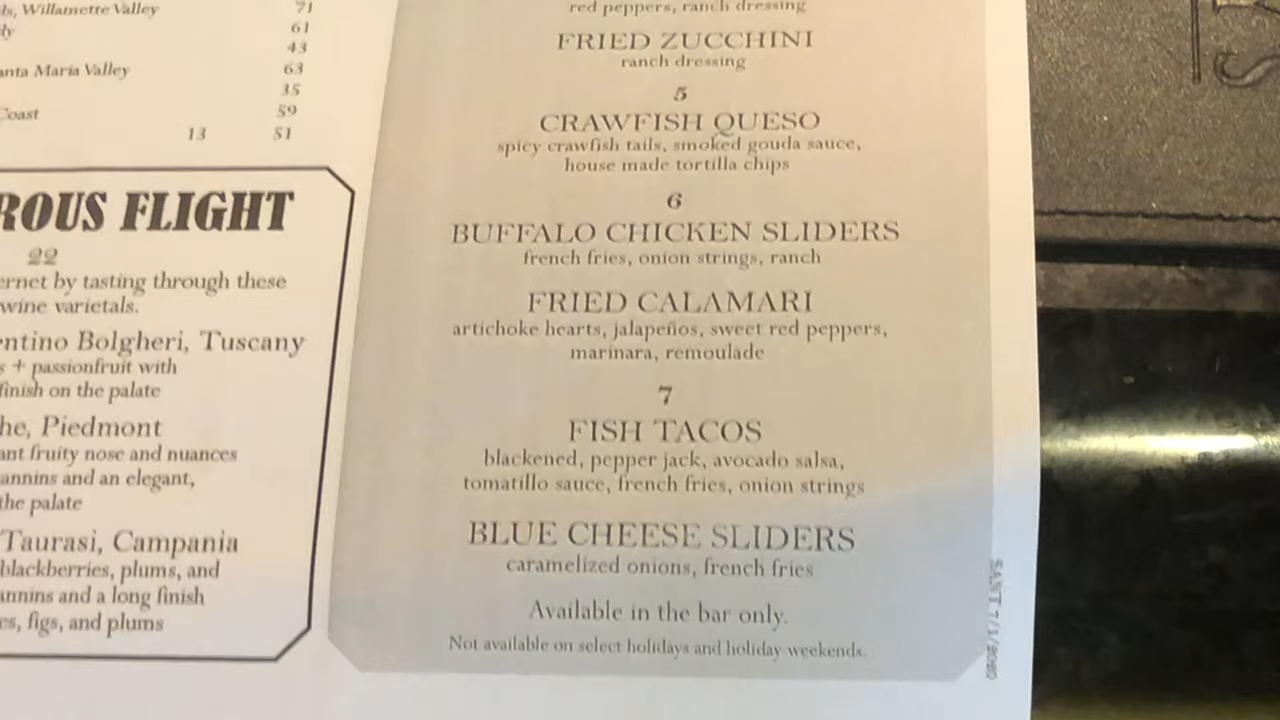 ds, Willamette Valley 71
dy 61
43
anta Maria Valley 63
35
Coast 59
13 51
ROUS FLIGHT
22
ernet by tasting through these
wine varietals.
entino Bolgheri, Tuscany
s + passionfruit with
finish on the palate
he, Piedmont
ant fruity nose and nuances
annins and an elegant,
the palate
Taurasi, Campania
blackberries, plums, and
annins and a long finish
es, figs, and plums
red peppers, ranch dressing
FRIED ZUCCHINI
ranch dressing
5
CRAWFISH QUESO
spicy crawfish tails, smoked gouda sauce,
house made tortilla chips
6
BUFFALO CHICKEN SLIDERS
french fries, onion strings, ranch
FRIED CALAMARI
artichoke hearts, jalapeños, sweet red peppers,
marinara, remoulade
7
FISH TACOS
blackened, pepper jack, avocado salsa,
tomatillo sauce, french fries, onion strings
BLUE CHEESE SLIDERS
caramelized onions, french fries
Available in the bar only.
Not available on select holidays and holiday weekends.
SANT 7/1/2020